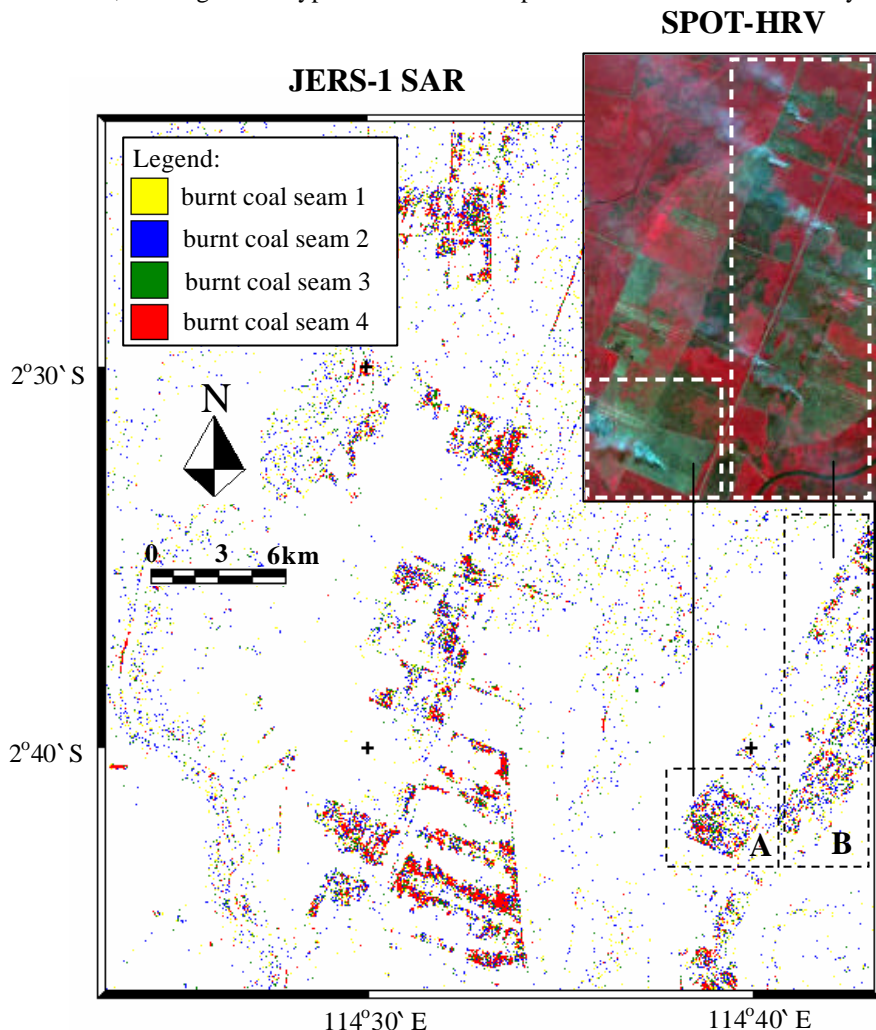 SPOT-HRV
JERS-1 SAR
Legend:
burnt coal seam 1
burnt coal seam 2
burnt coal seam 3
burnt coal seam 4
2°30` S
N
0 3 6km
2°40` S
A B
114°30` E 114°40` E